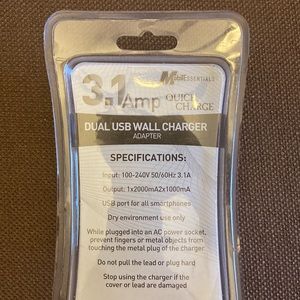 MobilEssentials
3.1Amp QUICK CHARGE
DUAL USB WALL CHARGER
ADAPTER
SPECIFICATIONS:
Input: 100-240V 50/60Hz 3.1A
Output: 1x2000mA2x1000mA
USB port for all smartphones
Dry environment use only
While plugged into an AC power socket,
prevent fingers or metal objects from
touching the metal plug of the charger
Do not pull the lead or plug hard
Stop using the charger if the
cover or lead are damaged